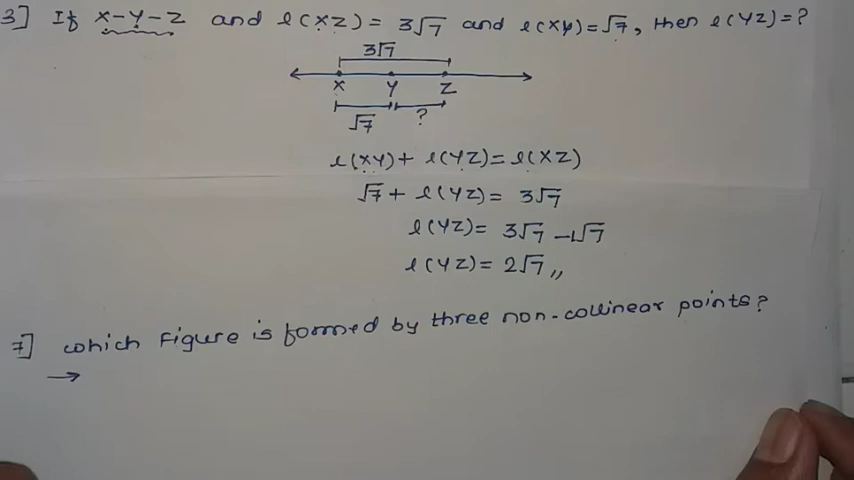 3] If X-Y-Z and l(XZ) = 3√7 and l(XY)=√7, then l(YZ)=?
3√7
X Y Z
√7 ?
l(XY)+ l(YZ)=l(XZ)
√7 + l(YZ)= 3√7
l(YZ)= 3√7 -1√7
l(YZ)= 2√7,,
7] which Figure is formed by three non-collinear points?
→